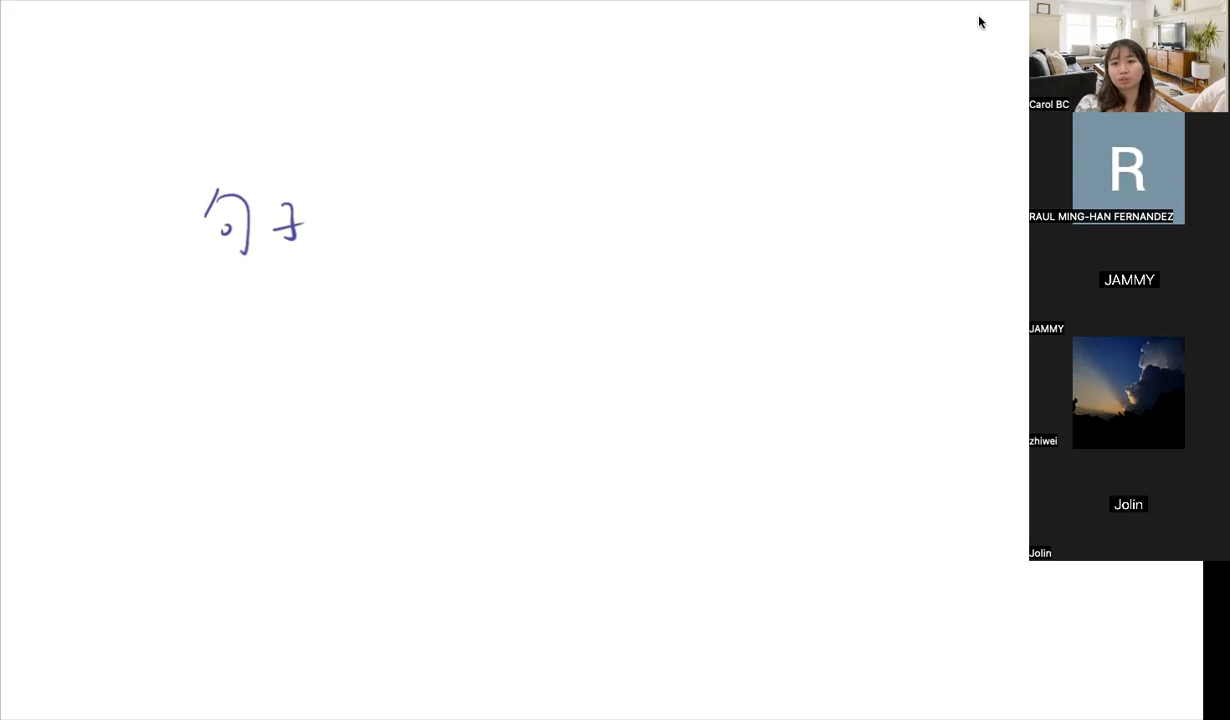 句子
Carol BC
R
RAUL MING-HAN FERNANDEZ
JAMMY
JAMMY
zhiwei
Jolin
Jolin